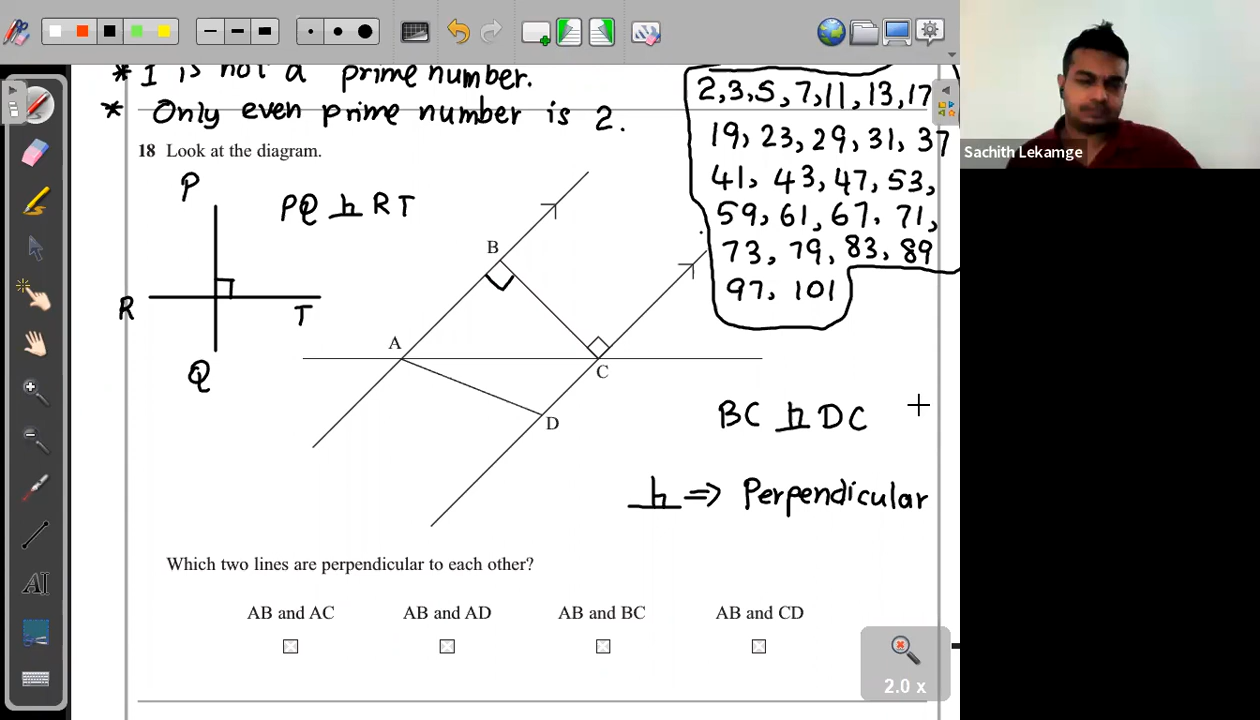 * 1 is not a prime number.
* Only even prime number is 2.
2, 3, 5, 7, 11, 13, 17
19, 23, 29, 31, 37
41, 43, 47, 53,
59, 61, 67, 71,
73, 79, 83, 89
97, 101
Sachith Lekamge
18 Look at the diagram.
P
PQ ⊥ RT
B
R
T
A
C
Q
D
BC ⊥ DC
⊥ => Perpendicular
Which two lines are perpendicular to each other?
AB and AC AB and AD AB and BC AB and CD
AI
2.0 x